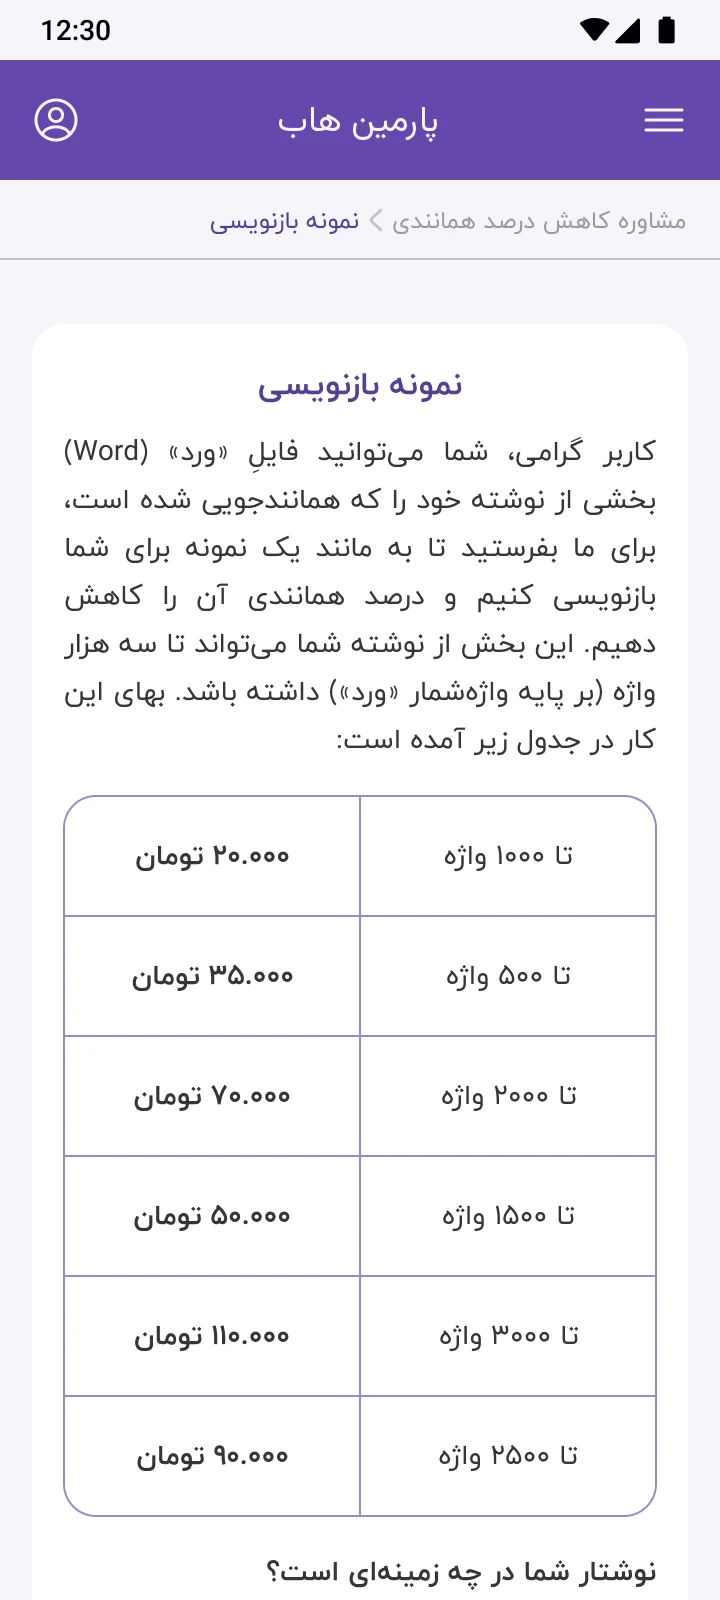 12:30
پارمین هاب
مشاوره کاهش درصد همانندی > نمونه بازنویسی
نمونه بازنویسی
کاربر گرامی، شما می‌توانید فایلِ «ورد» (Word)
بخشی از نوشته خود را که همانندجویی شده است،
برای ما بفرستید تا به مانند یک نمونه برای شما
بازنویسی کنیم و درصد همانندی آن را کاهش
دهیم. این بخش از نوشته شما می‌تواند تا سه هزار
واژه (بر پایه واژه‌شمار «ورد») داشته باشد. بهای این
کار در جدول زیر آمده است:
تا ۱۰۰۰ واژه ۲۰.۰۰۰ تومان
تا ۵۰۰ واژه ۳۵.۰۰۰ تومان
تا ۲۰۰۰ واژه ۷۰.۰۰۰ تومان
تا ۱۵۰۰ واژه ۵۰.۰۰۰ تومان
تا ۳۰۰۰ واژه ۱۱۰.۰۰۰ تومان
تا ۲۵۰۰ واژه ۹۰.۰۰۰ تومان
نوشتار شما در چه زمینه‌ای است؟